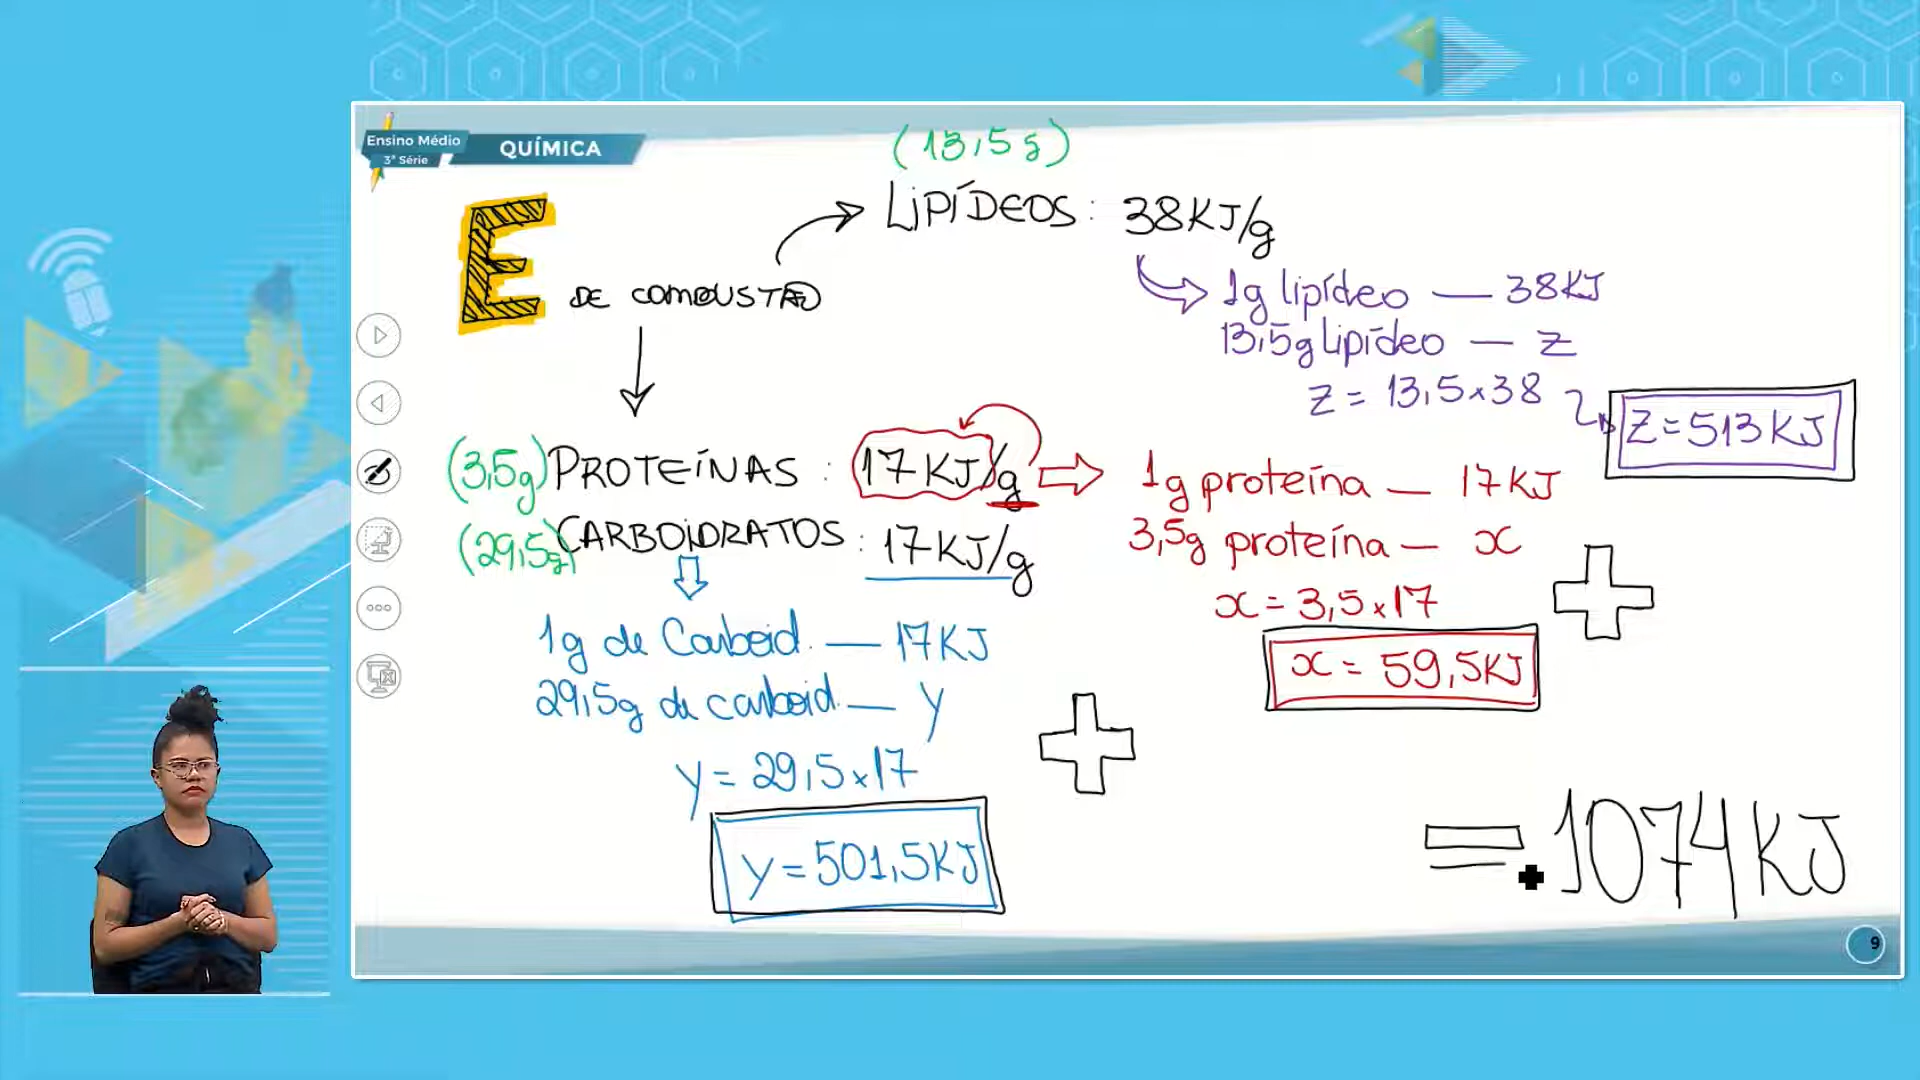 Ensino Médio
3ª Série
QUÍMICA
(13,5g)
LIPÍDEOS: 38KJ/g
E DE COMBUSTÃO
1g lipídeo — 38KJ
13,5g lipídeo — z
z = 13,5x38
z=513KJ
(3,5g) PROTEÍNAS : 17KJ/g
1g proteína — 17KJ
3,5g proteína — x
x = 3,5x17
x = 59,5KJ
(29,5g) CARBOIDRATOS: 17KJ/g
1g de Carboid. — 17KJ
29,5g de carboid. — y
y = 29,5x17
y = 501,5KJ
+
+
= 1074KJ
9